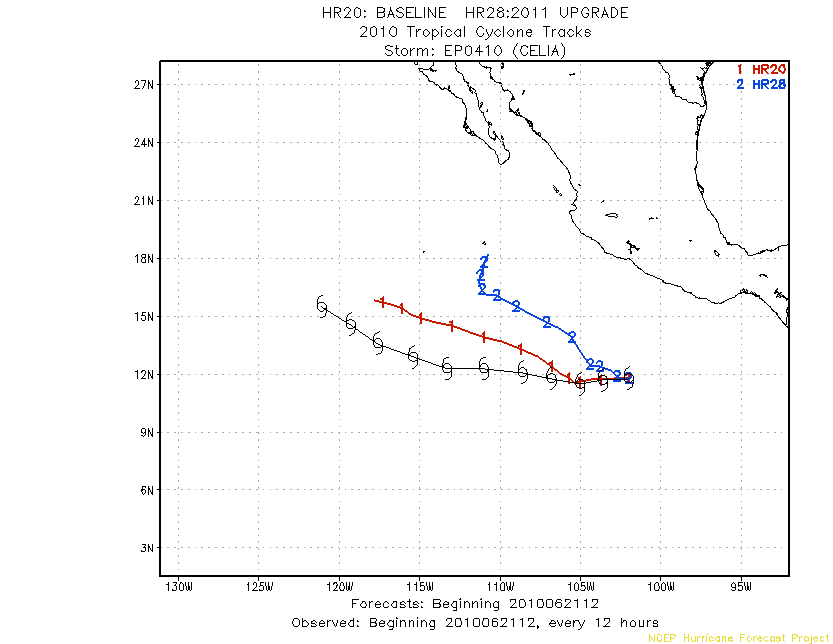 HR20: BASELINE HR28:2011 UPGRADE
2010 Tropical Cyclone Tracks
Storm: EP0410 (CELIA)
1 HR20
2 HR28
27N
24N
21N
18N
15N
12N
9N
6N
3N
130W 125W 120W 115W 110W 105W 100W 95W
Forecasts: Beginning 2010062112
Observed: Beginning 2010062112, every 12 hours
NCEP Hurricane Forecast Project